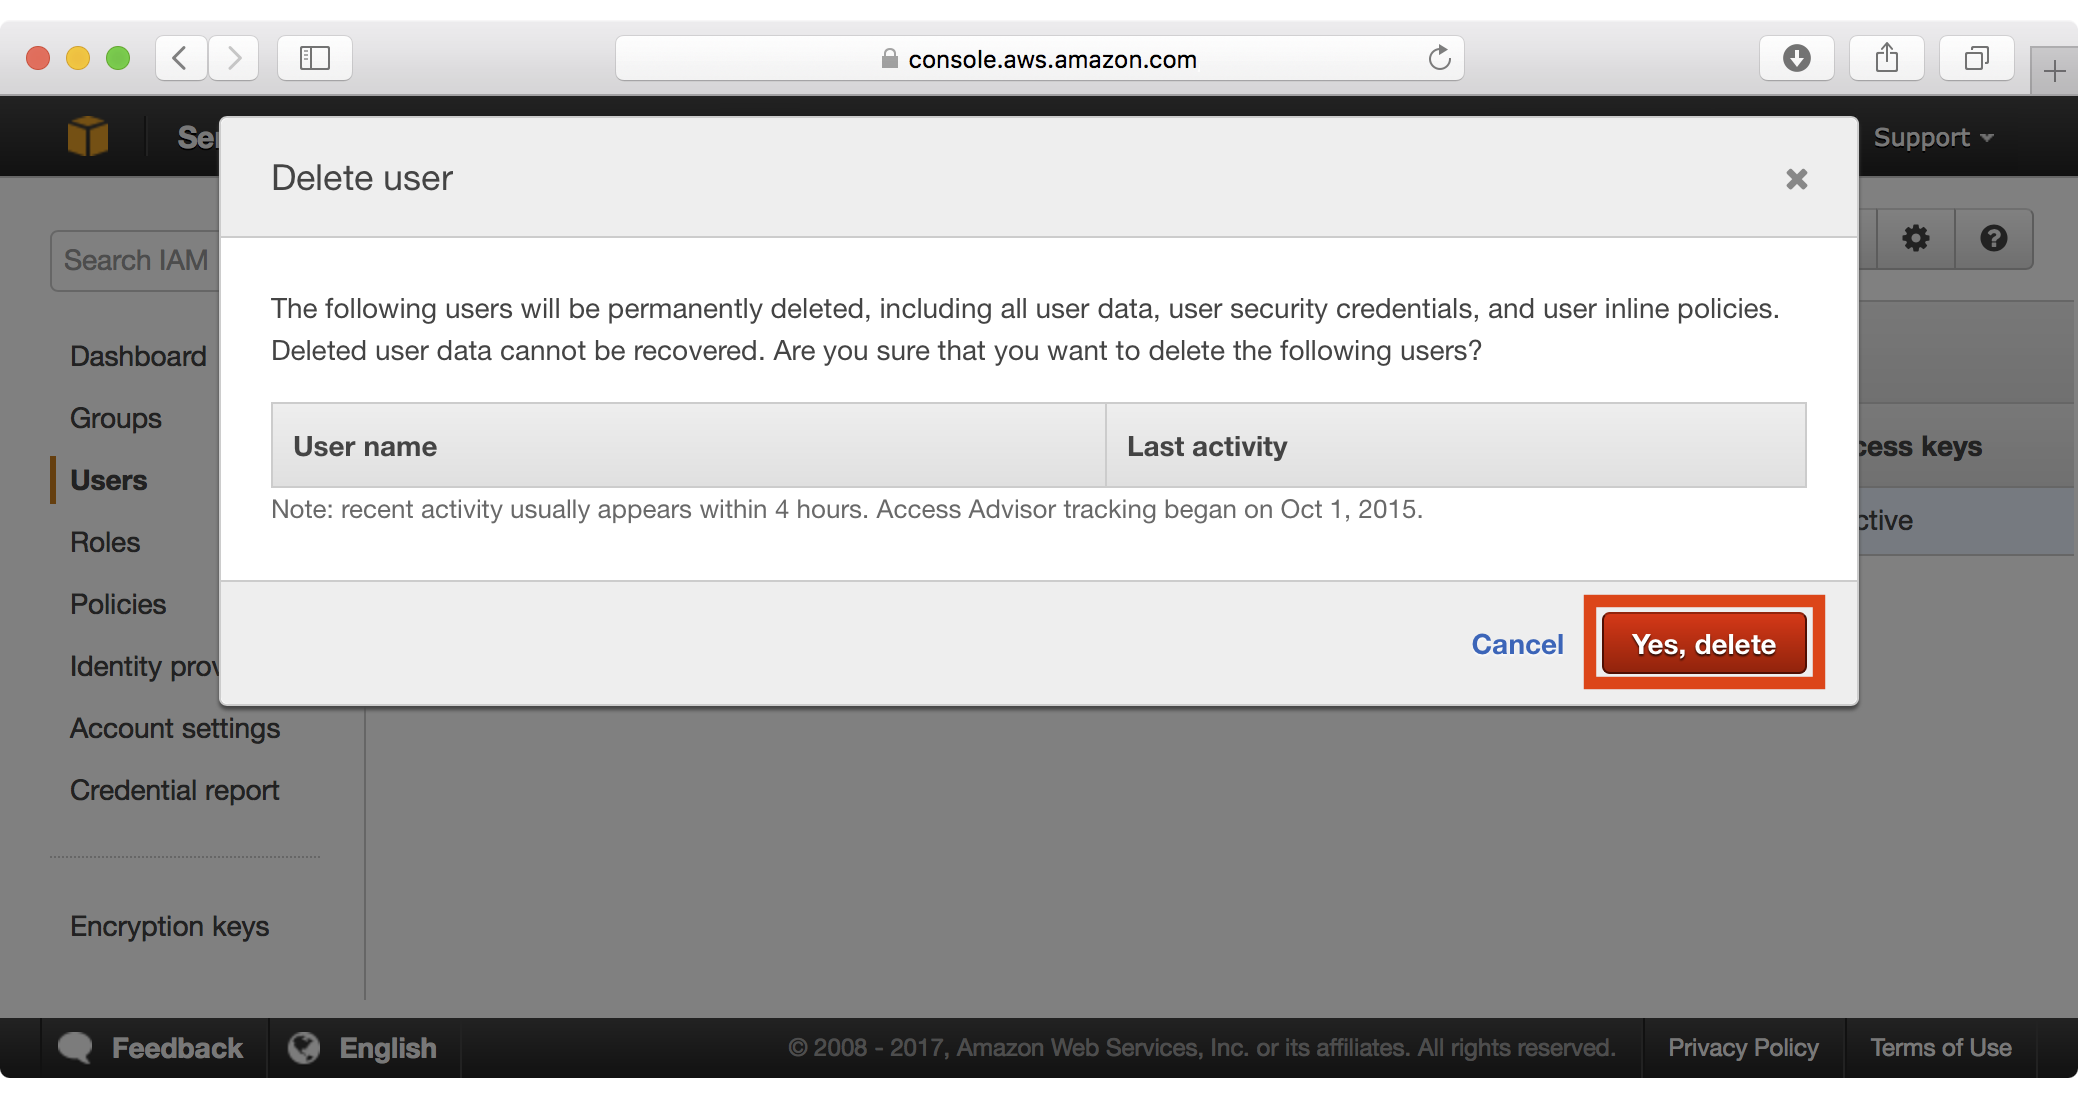 console.aws.amazon.com
Support
Delete user
Search IAM
The following users will be permanently deleted, including all user data, user security credentials, and user inline policies.
Deleted user data cannot be recovered. Are you sure that you want to delete the following users?
Dashboard
Groups
User name Last activity
Users
Note: recent activity usually appears within 4 hours. Access Advisor tracking began on Oct 1, 2015.
Roles
Policies
Cancel Yes, delete
Identity
Account settings
Credential report
Encryption keys
keys
Feedback English © 2008 - 2017, Amazon Web Services, Inc. or its affiliates. All rights reserved. Privacy Policy Terms of Use